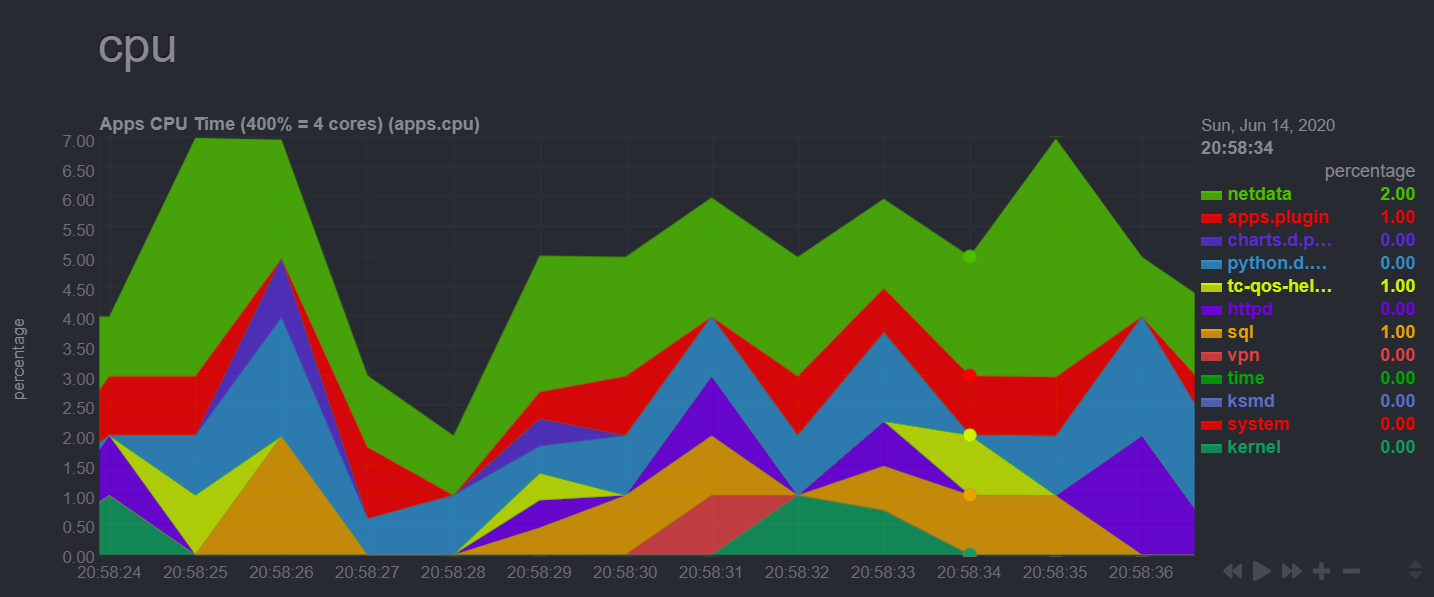 cpu
Apps CPU Time (400% = 4 cores) (apps.cpu)
Sun, Jun 14, 2020
20:58:34
percentage
netdata 2.00
apps.plugin 1.00
charts.d.p... 0.00
python.d.... 0.00
tc-qos-hel... 1.00
httpd 0.00
sql 1.00
vpn 0.00
time 0.00
ksmd 0.00
system 0.00
kernel 0.00
percentage
7.00
6.50
6.00
5.50
5.00
4.50
4.00
3.50
3.00
2.50
2.00
1.50
1.00
0.50
0.00
20:58:24 20:58:25 20:58:26 20:58:27 20:58:28 20:58:29 20:58:30 20:58:31 20:58:32 20:58:33 20:58:34 20:58:35 20:58:36